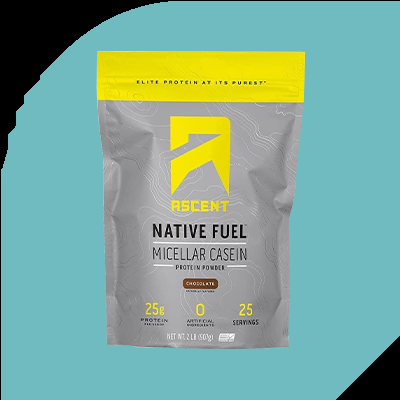 ELITE PROTEIN AT ITS PUREST
ASCENT
NATIVE FUEL
MICELLAR CASEIN
PROTEIN POWDER
CHOCOLATE
25g
PROTEIN
0
ARTIFICIAL
INGREDIENTS
25
SERVINGS
NET WT. 2 LB (907g)